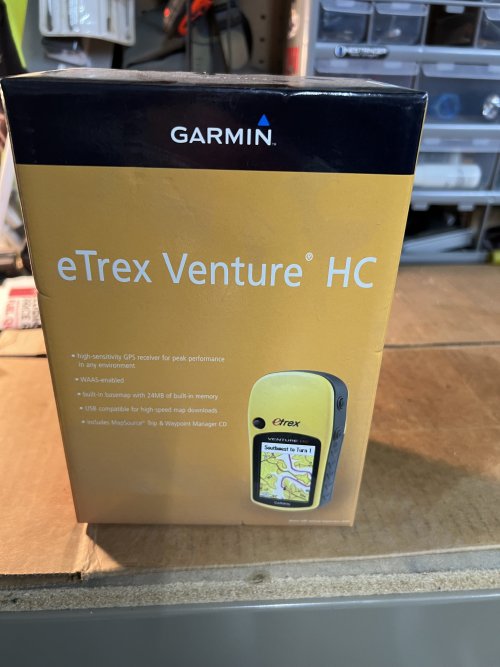 GARMIN
eTrex Venture® HC
• high-sensitivity GPS receiver for peak performance
in any environment
• WAAS-enabled
• built-in basemap with 24MB of built-in memory
• USB compatible for high-speed map downloads
• includes MapSource® Trip & Waypoint Manager CD
etrex
VENTURE HC
Southwest to Turn 1
GARMIN